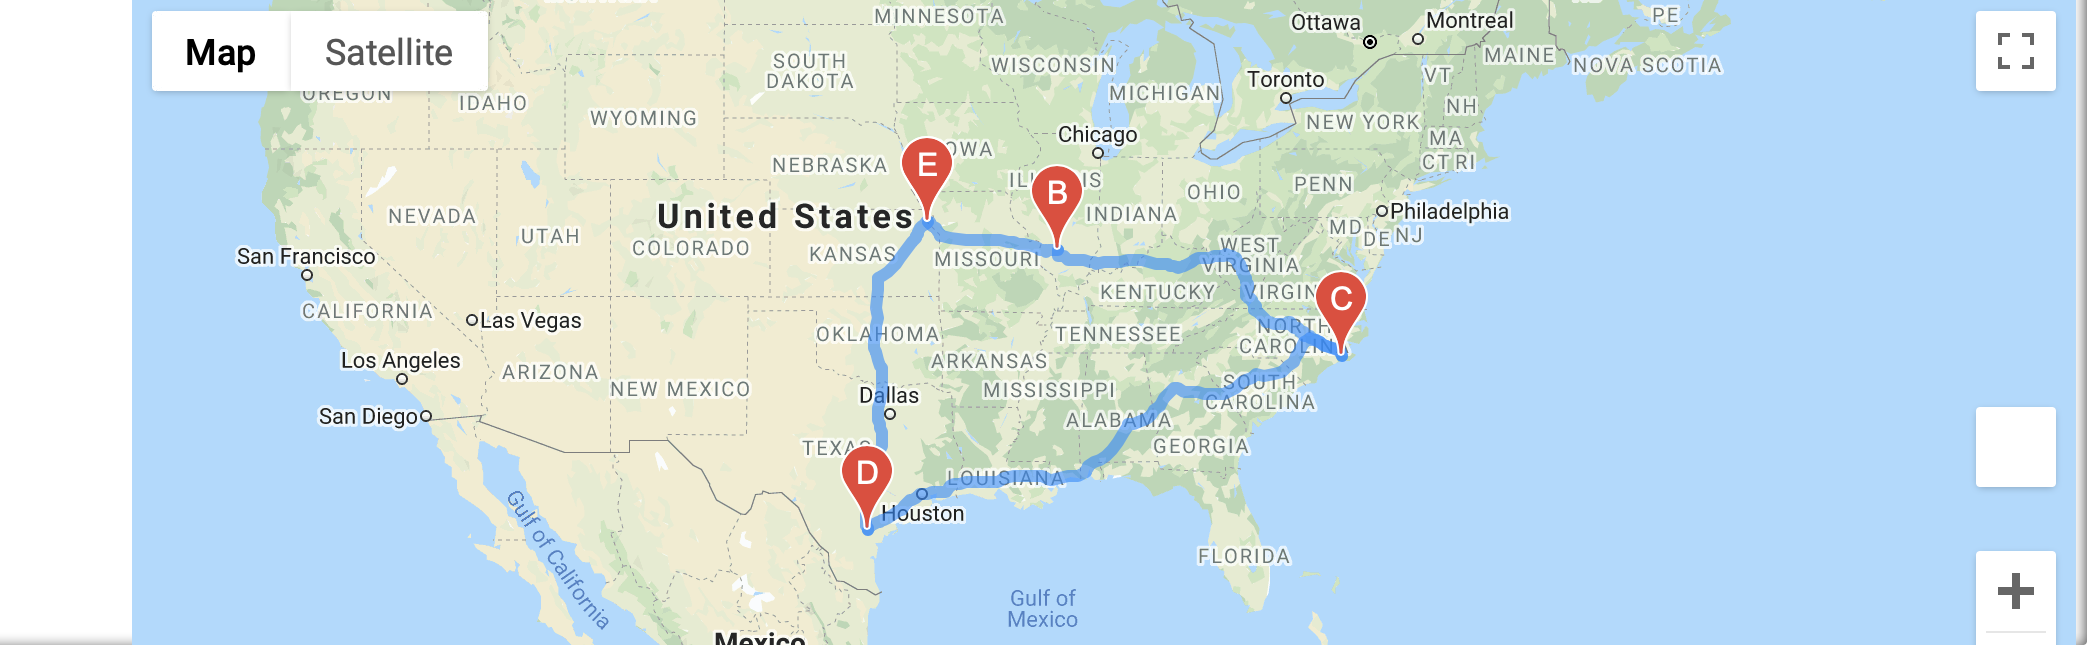 Map
Satellite
MINNESOTA
Ottawa
Montreal
PE
SOUTH
DAKOTA
WISCONSIN
MAINE
NOVA SCOTIA
OREGON
IDAHO
WYOMING
MICHIGAN
Toronto
VT
NH
NEW YORK
MA
CT RI
Chicago
NEBRASKA
E
OWA
ILL
IS
B
OHIO
PENN
Philadelphia
NEVADA
United States
INDIANA
MD
DE
NJ
UTAH
COLORADO
KANSAS
MISSOURI
WEST
VIRGINIA
San Francisco
CALIFORNIA
Las Vegas
KENTUCKY
VIRGIN
C
OKLAHOMA
TENNESSEE
NORTH
CAROLINA
Los Angeles
ARIZONA
NEW MEXICO
ARKANSAS
San Diego
Dallas
MISSISSIPPI
SOUTH
CAROLINA
ALABAMA
GEORGIA
TEXAS
D
LOUISIANA
Houston
Gulf of California
FLORIDA
Gulf of
Mexico
Mexico